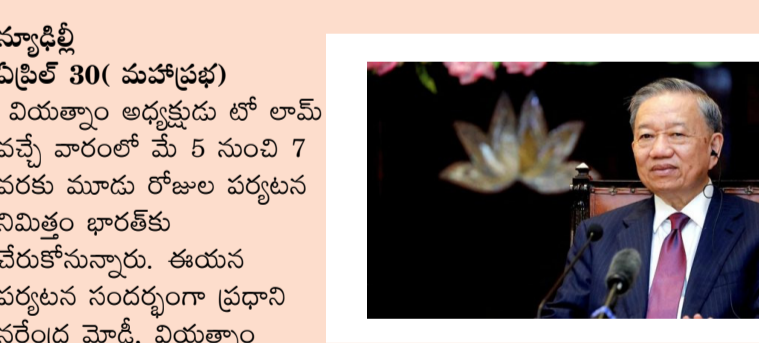 న్యూఢిల్లీ
ఏప్రిల్ 30( మహాప్రభ)
వియత్నాం అధ్యక్షుడు టో లామ్
వచ్చే వారంలో మే 5 నుంచి 7
వరకు మూడు రోజుల పర్యటన
నిమిత్తం భారత్‌కు
చేరుకోనున్నారు. ఈయన
పర్యటన సందర్భంగా ప్రధాని
నరేంద్ర మోడీ, వియత్నాం